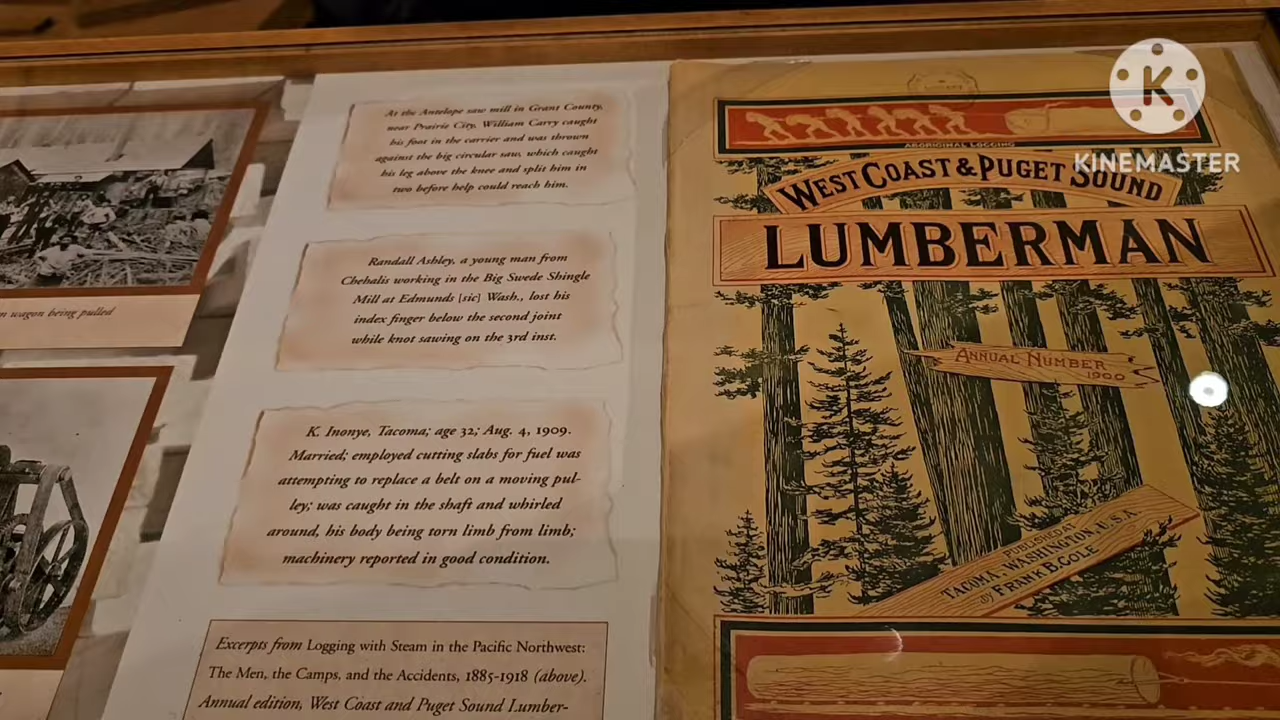 At the Antelope saw mill in Grant County,
near Prairie City, William Carry caught
his foot in the carrier and was thrown
against the big circular saw, which caught
his leg above the knee and split him in
two before help could reach him.
Randall Ashley, a young man from
Chehalis working in the Big Swede Shingle
Mill at Edmunds [sic] Wash., lost his
index finger below the second joint
while knot sawing on the 3rd inst.
n wagon being pulled
K. Inonye, Tacoma; age 32; Aug. 4, 1909.
Married; employed cutting slabs for fuel was
attempting to replace a belt on a moving pul-
ley; was caught in the shaft and whirled
around, his body being torn limb from limb;
machinery reported in good condition.
Excerpts from Logging with Steam in the Pacific Northwest:
The Men, the Camps, and the Accidents, 1885-1918 (above).
Annual edition, West Coast and Puget Sound Lumber-
ABORIGINAL LOGGING
WEST COAST & PUGET SOUND
LUMBERMAN
ANNUAL NUMBER
1900
PUBLISHED AT
TACOMA, WASHINGTON, U.S.A.
by FRANK B. COLE
K
KINEMASTER